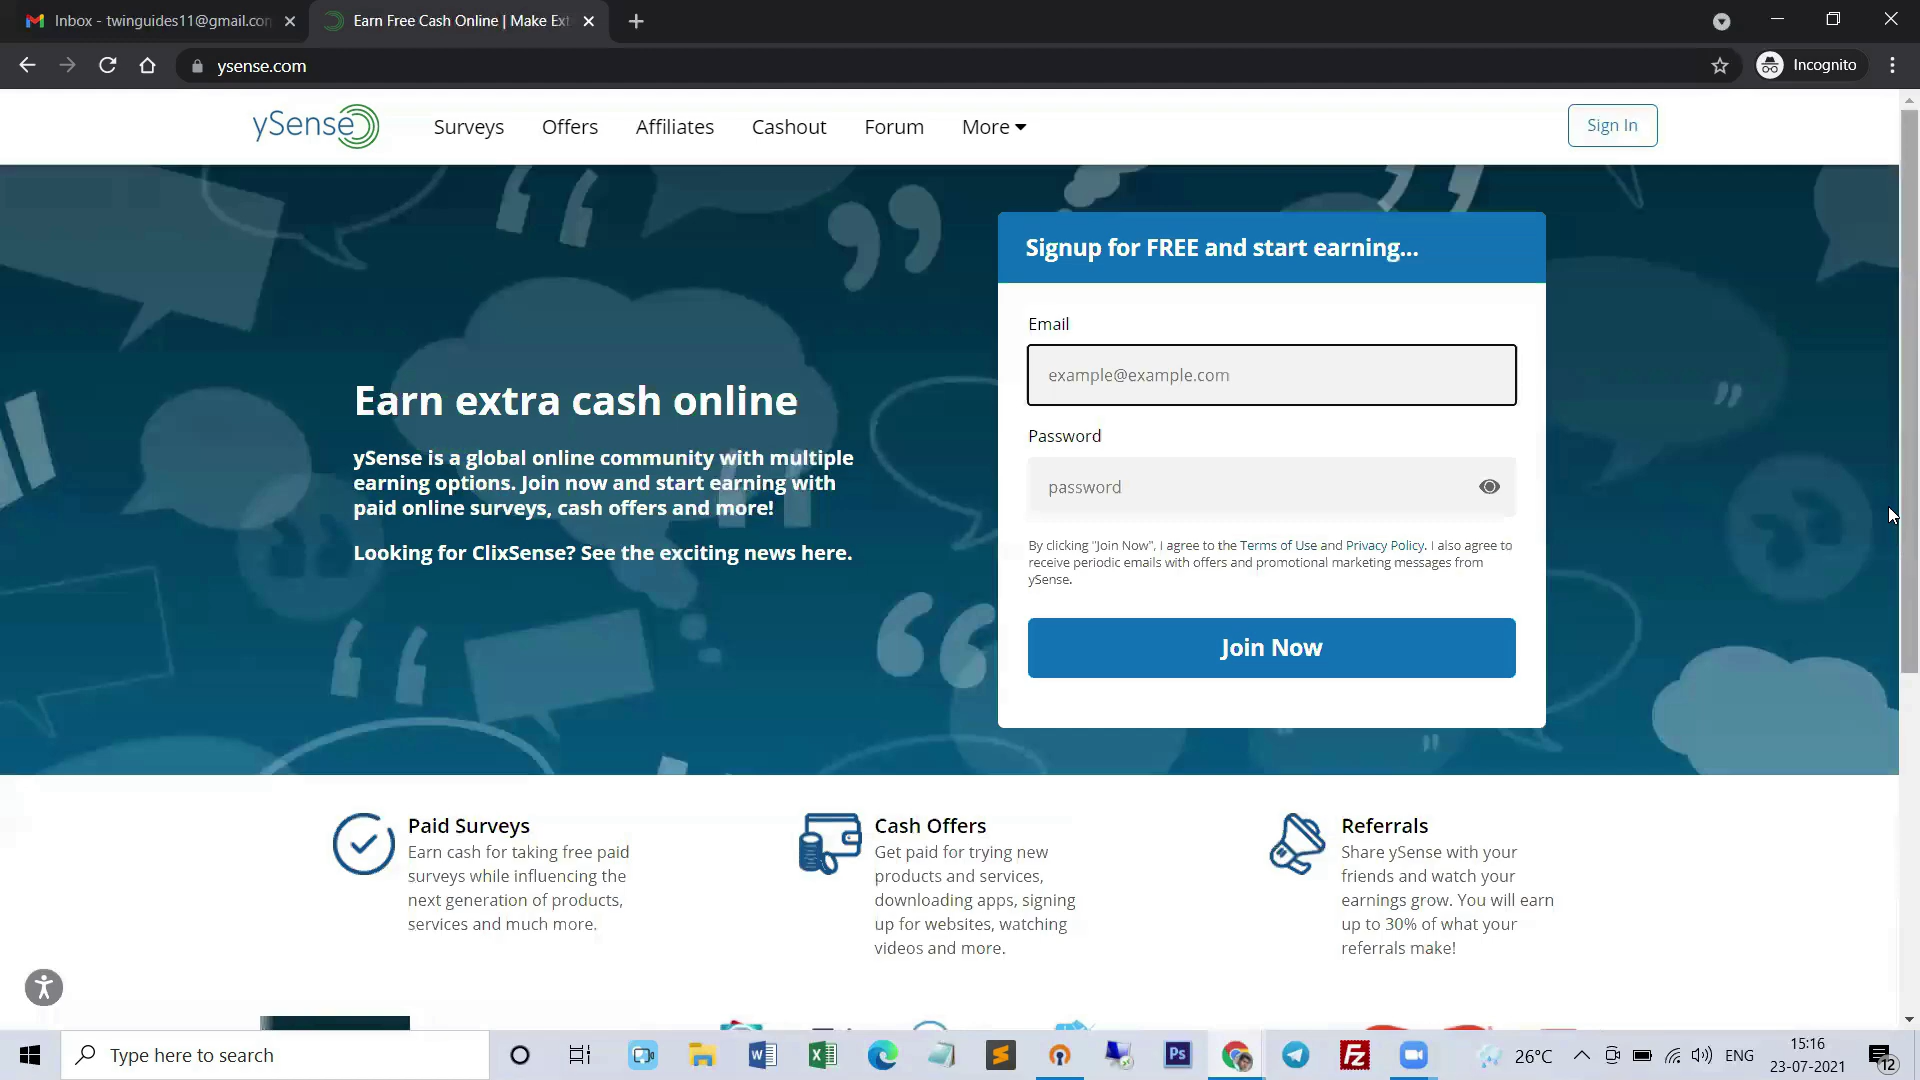 Inbox - twinguides11@gmail.co
Earn Free Cash Online | Make Ext
ysense.com
Incognito
ySense
Surveys
Offers
Affiliates
Cashout
Forum
More
Sign In
Signup for FREE and start earning...
Email
example@example.com
Password
password
By clicking "Join Now", I agree to the Terms of Use and Privacy Policy. I also agree to
receive periodic emails with offers and promotional marketing messages from
ySense.
Join Now
Earn extra cash online
ySense is a global online community with multiple
earning options. Join now and start earning with
paid online surveys, cash offers and more!
Looking for ClixSense? See the exciting news here.
Paid Surveys
Earn cash for taking free paid
surveys while influencing the
next generation of products,
services and much more.
Cash Offers
Get paid for trying new
products and services,
downloading apps, signing
up for websites, watching
videos and more.
Referrals
Share ySense with your
friends and watch your
earnings grow. You will earn
up to 30% of what your
referrals make!
Type here to search
Ps
Fz
26°C
ENG
15:16
23-07-2021
12